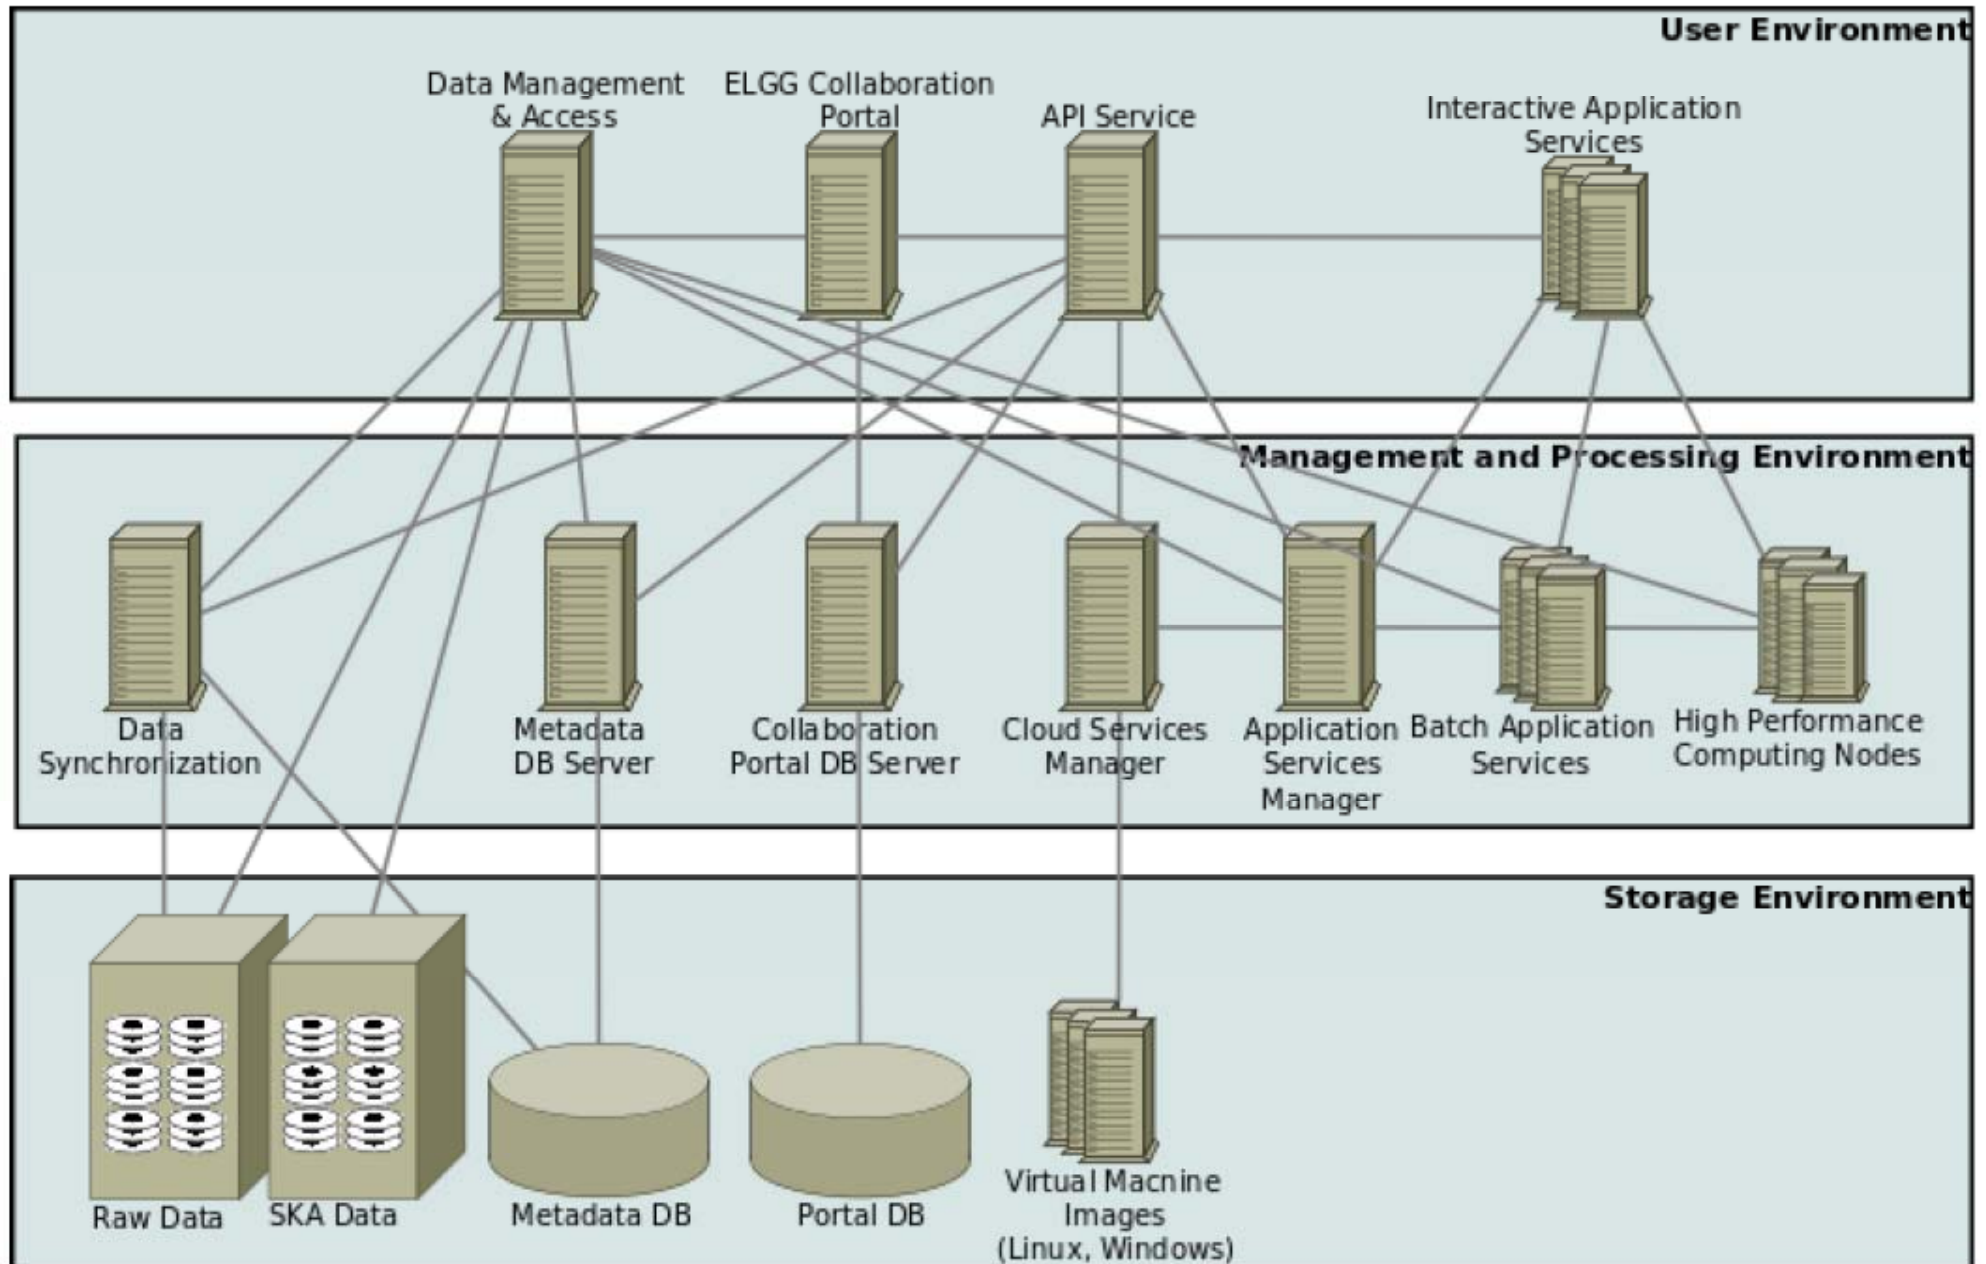 User Environment
Data Management
& Access
ELGG Collaboration
Portal
API Service
Interactive Application
Services
Management and Processing Environment
Data
Synchronization
Metadata
DB Server
Collaboration
Portal DB Server
Cloud Services
Manager
Application
Services
Manager
Batch Application
Services
High Performance
Computing Nodes
Storage Environment
Raw Data
SKA Data
Metadata DB
Portal DB
Virtual Macnine
Images
(Linux, Windows)